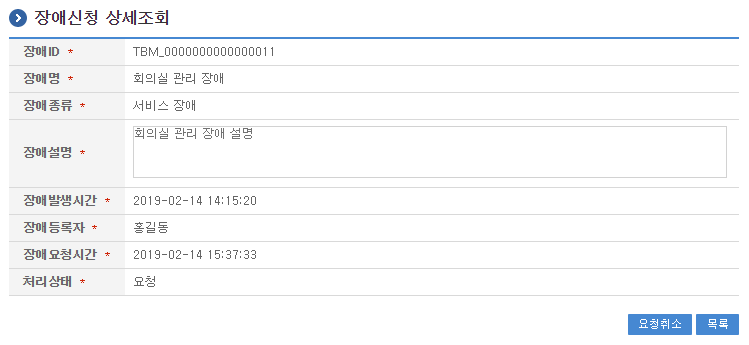 장애신청 상세조회
장애ID * TBM_0000000000000011
장애명 * 회의실 관리 장애
장애종류 * 서비스 장애
장애설명 * 회의실 관리 장애 설명
장애발생시간 * 2019-02-14 14:15:20
장애등록자 * 홍길동
장애요청시간 * 2019-02-14 15:37:33
처리상태 * 요청
요청취소 목록